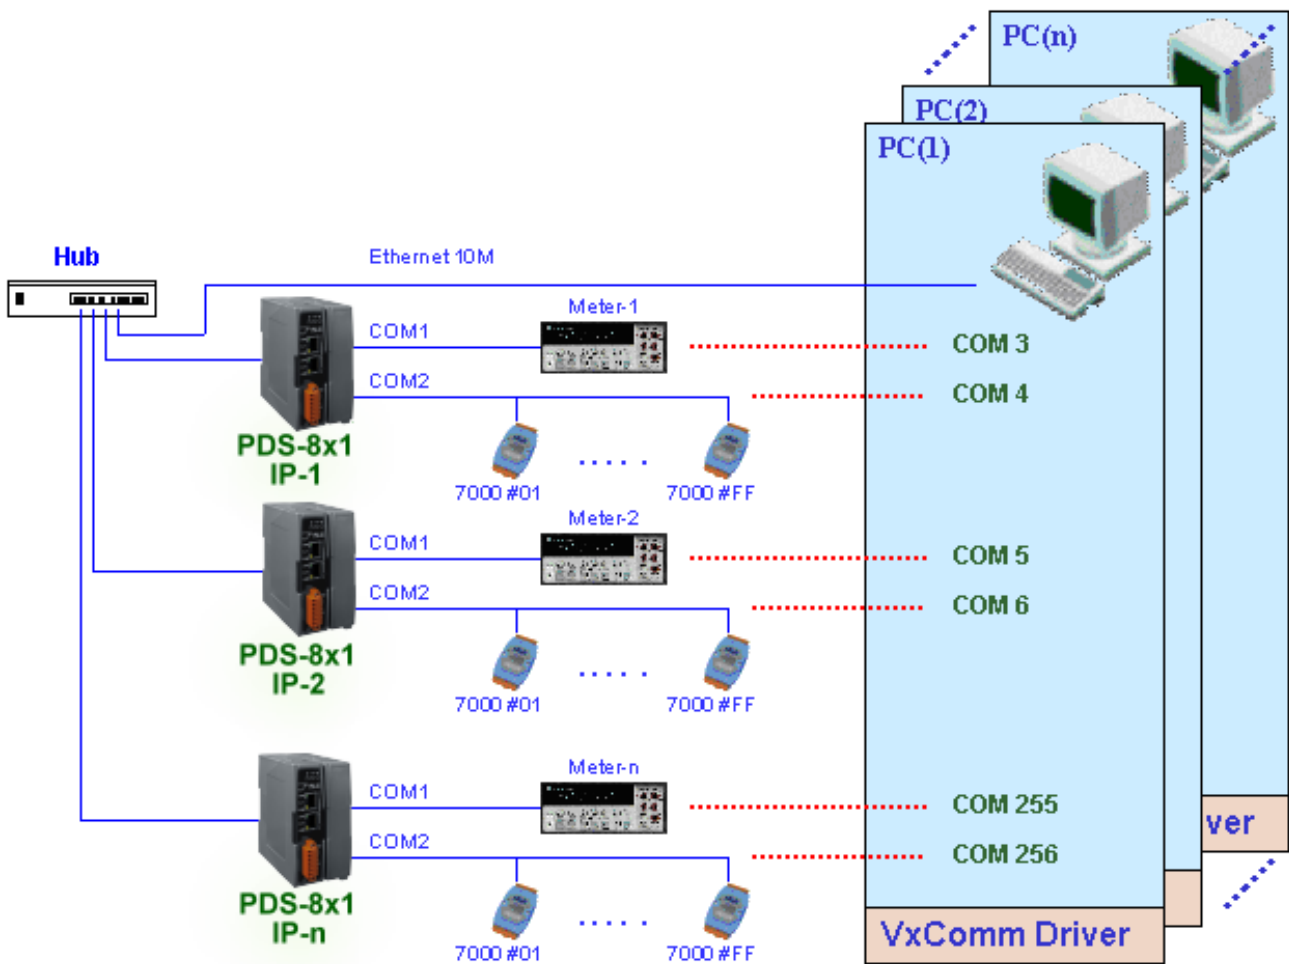 PC(n)
PC(2)
PC(1)
Hub
Ethernet 10M
Meter-1
COM1
COM 3
COM2
COM 4
PDS-8x1
IP-1
7000 #01
7000 #FF
Meter-2
COM1
COM 5
COM2
COM 6
PDS-8x1
IP-2
7000 #01
7000 #FF
Meter-n
COM1
COM 255
COM2
COM 256
ver
PDS-8x1
IP-n
7000 #01
7000 #FF
VxComm Driver